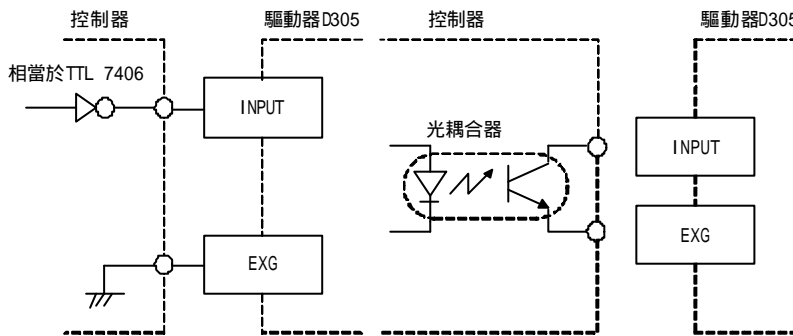 控制器
驅動器D305
控制器
驅動器D305
相當於TTL 7406
INPUT
光耦合器
INPUT
EXG
EXG